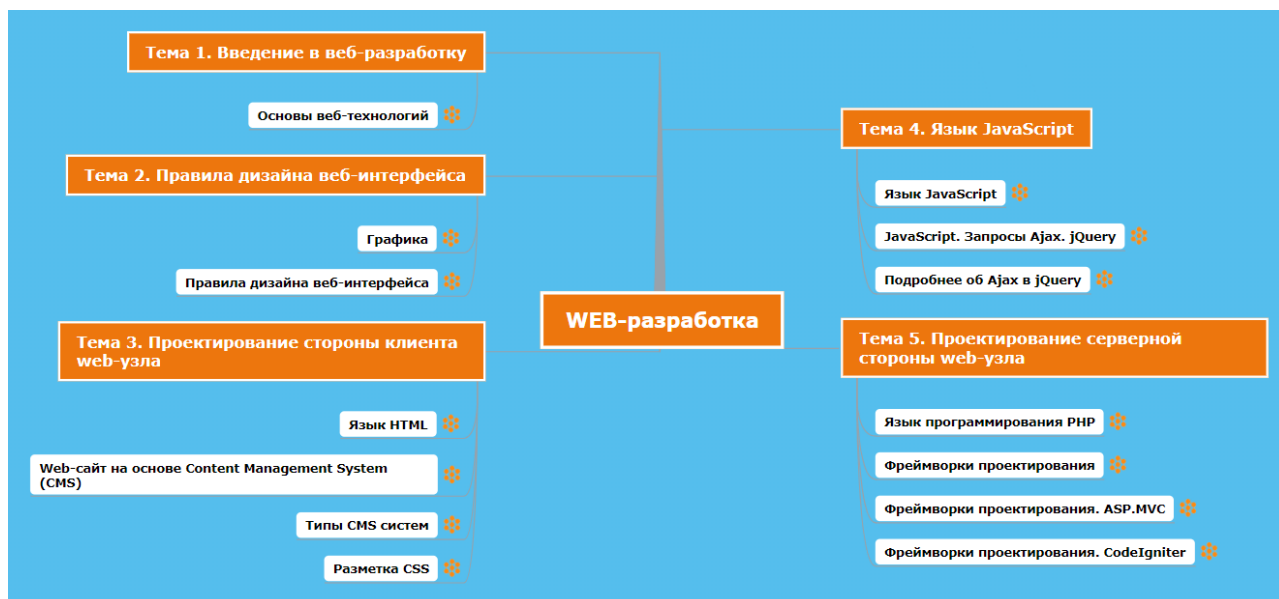 Тема 1. Введение в веб-разработку
Основы веб-технологий
Тема 2. Правила дизайна веб-интерфейса
Графика
Правила дизайна веб-интерфейса
Тема 3. Проектирование стороны клиента
web-узла
Язык HTML
Web-сайт на основе Content Management System
(CMS)
Типы CMS систем
Разметка CSS
WEB-разработка
Тема 4. Язык JavaScript
Язык JavaScript
JavaScript. Запросы Ajax. jQuery
Подробнее об Ajax в jQuery
Тема 5. Проектирование серверной
стороны web-узла
Язык программирования PHP
Фреймворки проектирования
Фреймворки проектирования. ASP.MVC
Фреймворки проектирования. CodeIgniter